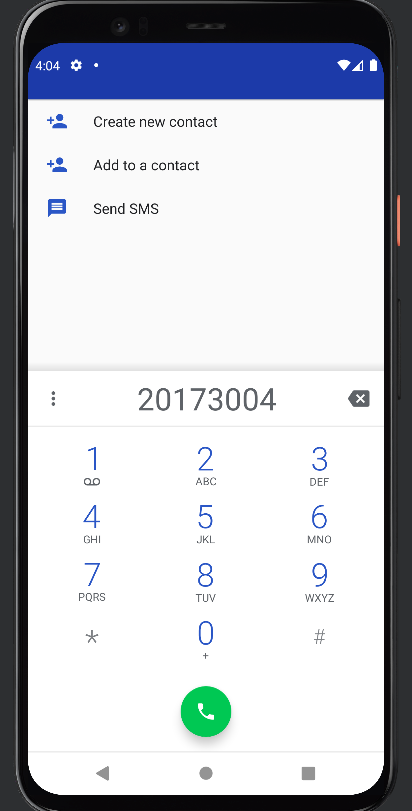 4:04
Create new contact
Add to a contact
Send SMS
20173004
1 2 3
ABC DEF
4 5 6
GHI JKL MNO
7 8 9
PQRS TUV WXYZ
* 0 #
+